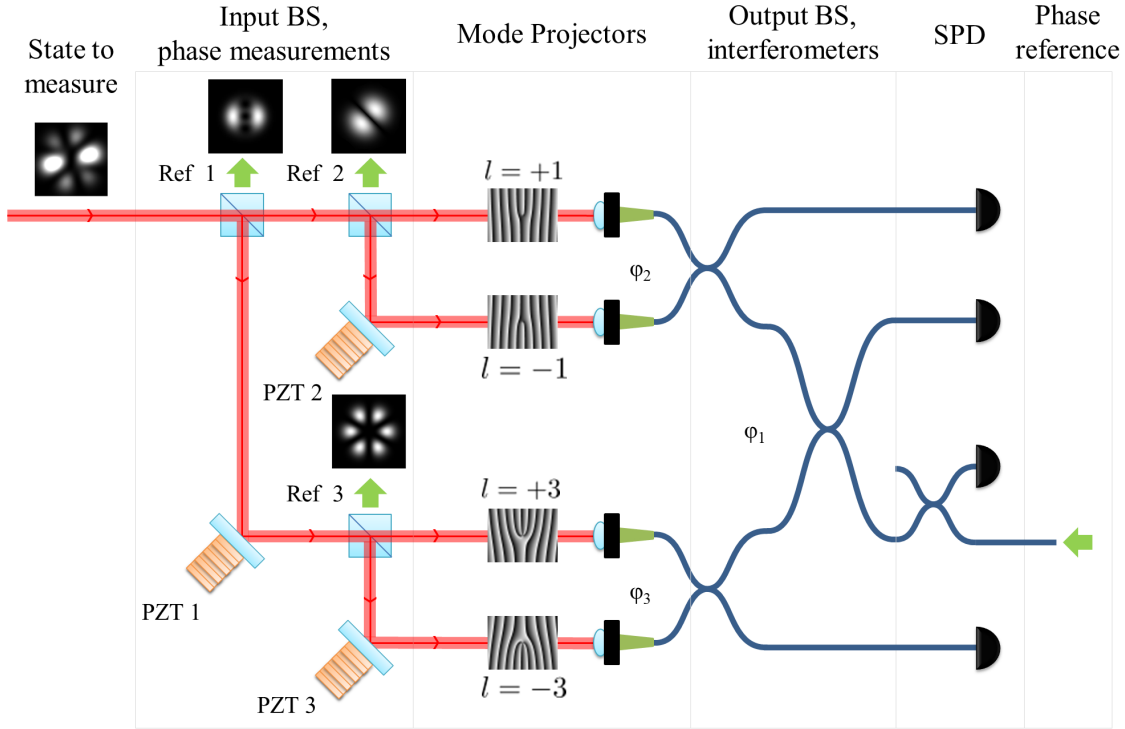 State to
measure
Input BS,
phase measurements
Mode Projectors
Output BS,
interferometers
SPD
Phase
reference
Ref 1
Ref 2
l = +1
φ2
l = −1
PZT 2
φ1
Ref 3
l = +3
PZT 1
φ3
l = −3
PZT 3